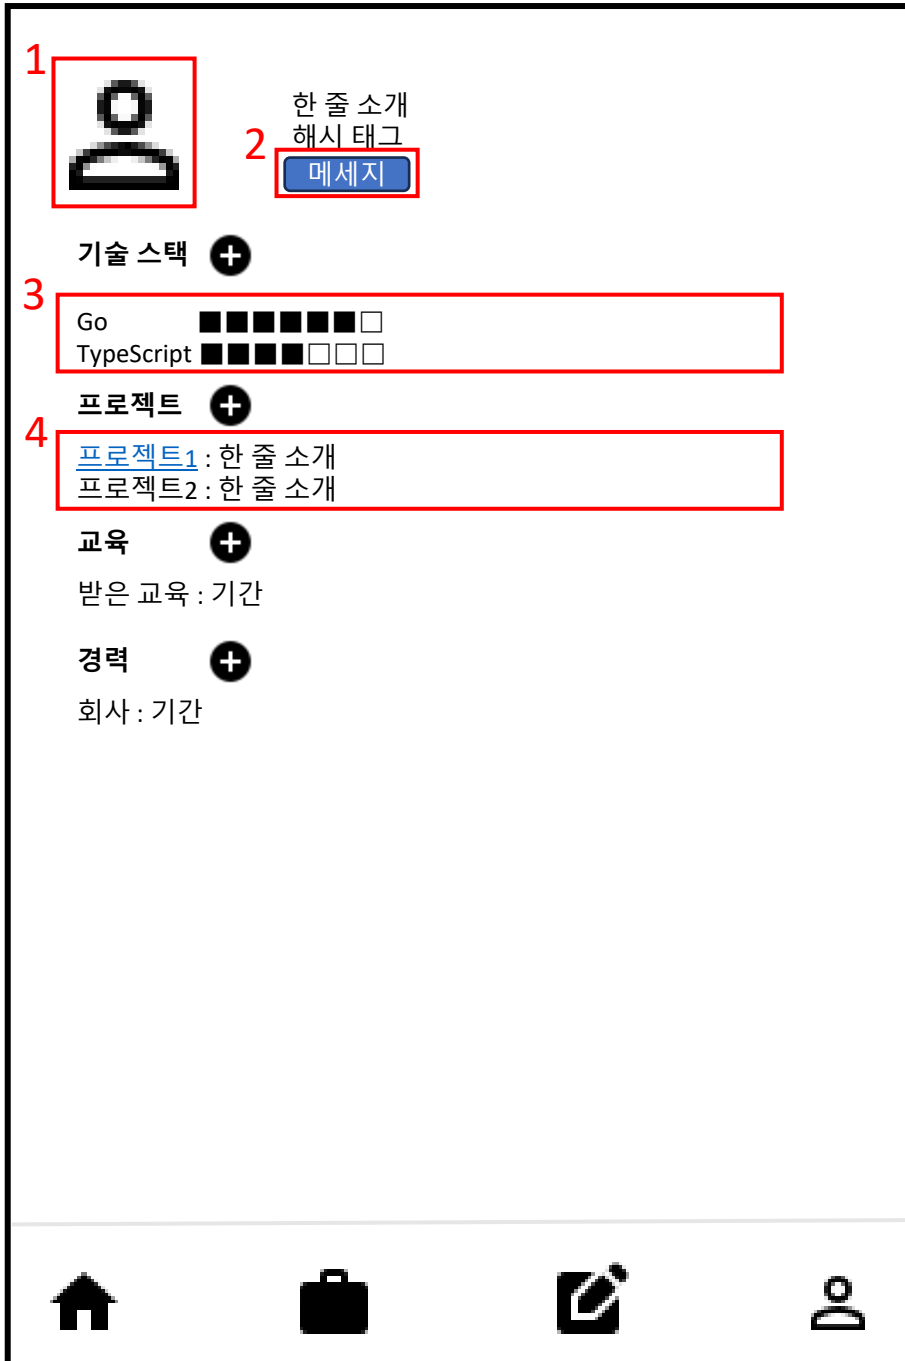 1
한 줄 소개
해시 태그
2
메세지
기술 스택
3
Go
TypeScript
프로젝트
4
프로젝트1 : 한 줄 소개
프로젝트2 : 한 줄 소개
교육
받은 교육 : 기간
경력
회사 : 기간